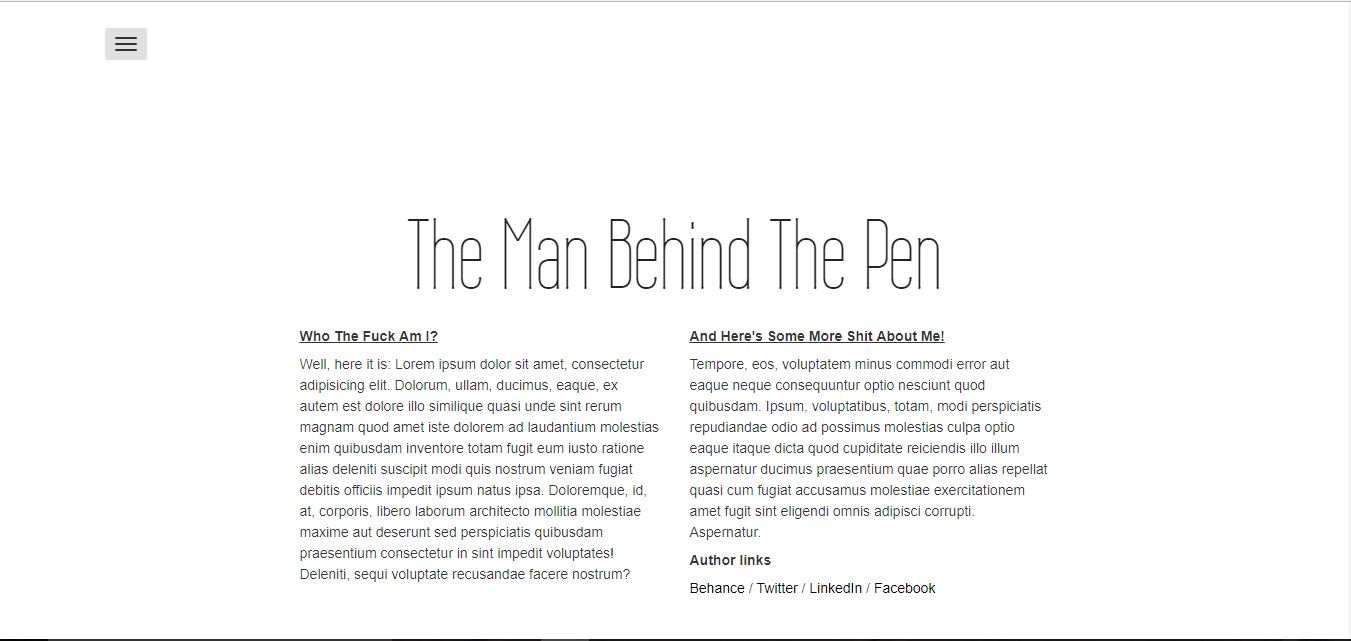 The Man Behind The Pen
Who The Fuck Am I?
Well, here it is: Lorem ipsum dolor sit amet, consectetur
adipisicing elit. Dolorum, ullam, ducimus, eaque, ex
autem est dolore illo similique quasi unde sint rerum
magnam quod amet iste dolorem ad laudantium molestias
enim quibusdam inventore totam fugit eum iusto ratione
alias deleniti suscipit modi quis nostrum veniam fugiat
debitis officiis impedit ipsum natus ipsa. Doloremque, id,
at, corporis, libero laborum architecto mollitia molestiae
maxime aut deserunt sed perspiciatis quibusdam
praesentium consectetur in sint impedit voluptates!
Deleniti, sequi voluptate recusandae facere nostrum?
And Here's Some More Shit About Me!
Tempore, eos, voluptatem minus commodi error aut
eaque neque consequuntur optio nesciunt quod
quibusdam. Ipsum, voluptatibus, totam, modi perspiciatis
repudiandae odio ad possimus molestias culpa optio
eaque itaque dicta quod cupiditate reiciendis illo illum
aspernatur ducimus praesentium quae porro alias repellat
quasi cum fugiat accusamus molestiae exercitationem
amet fugit sint eligendi omnis adipisci corrupti.
Aspernatur.
Author links
Behance / Twitter / LinkedIn / Facebook